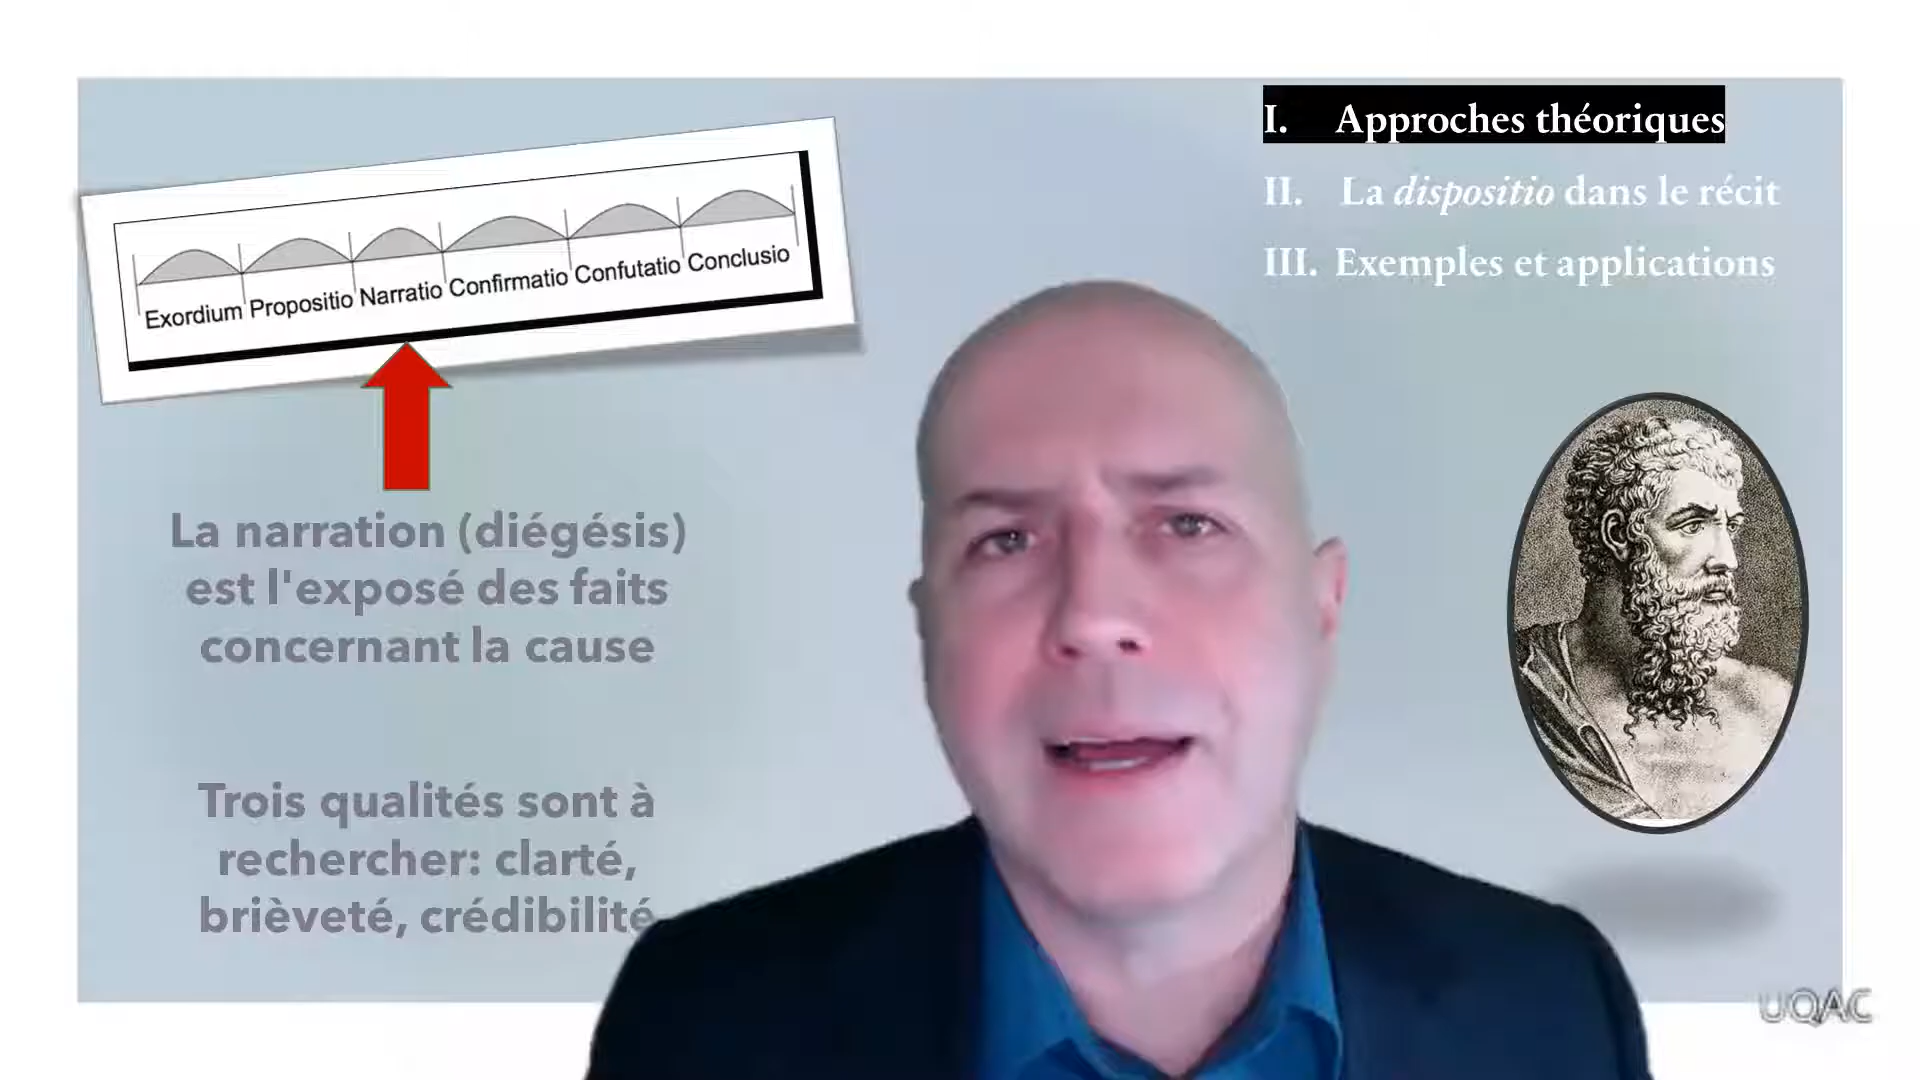 I. Approches théoriques
II. La dispositio dans le récit
III. Exemples et applications
Exordium Propositio Narratio Confirmatio Confutatio Conclusio
La narration (diégésis)
est l'exposé des faits
concernant la cause
Trois qualités sont à
rechercher: clarté,
brièveté, crédibilité
UQAC